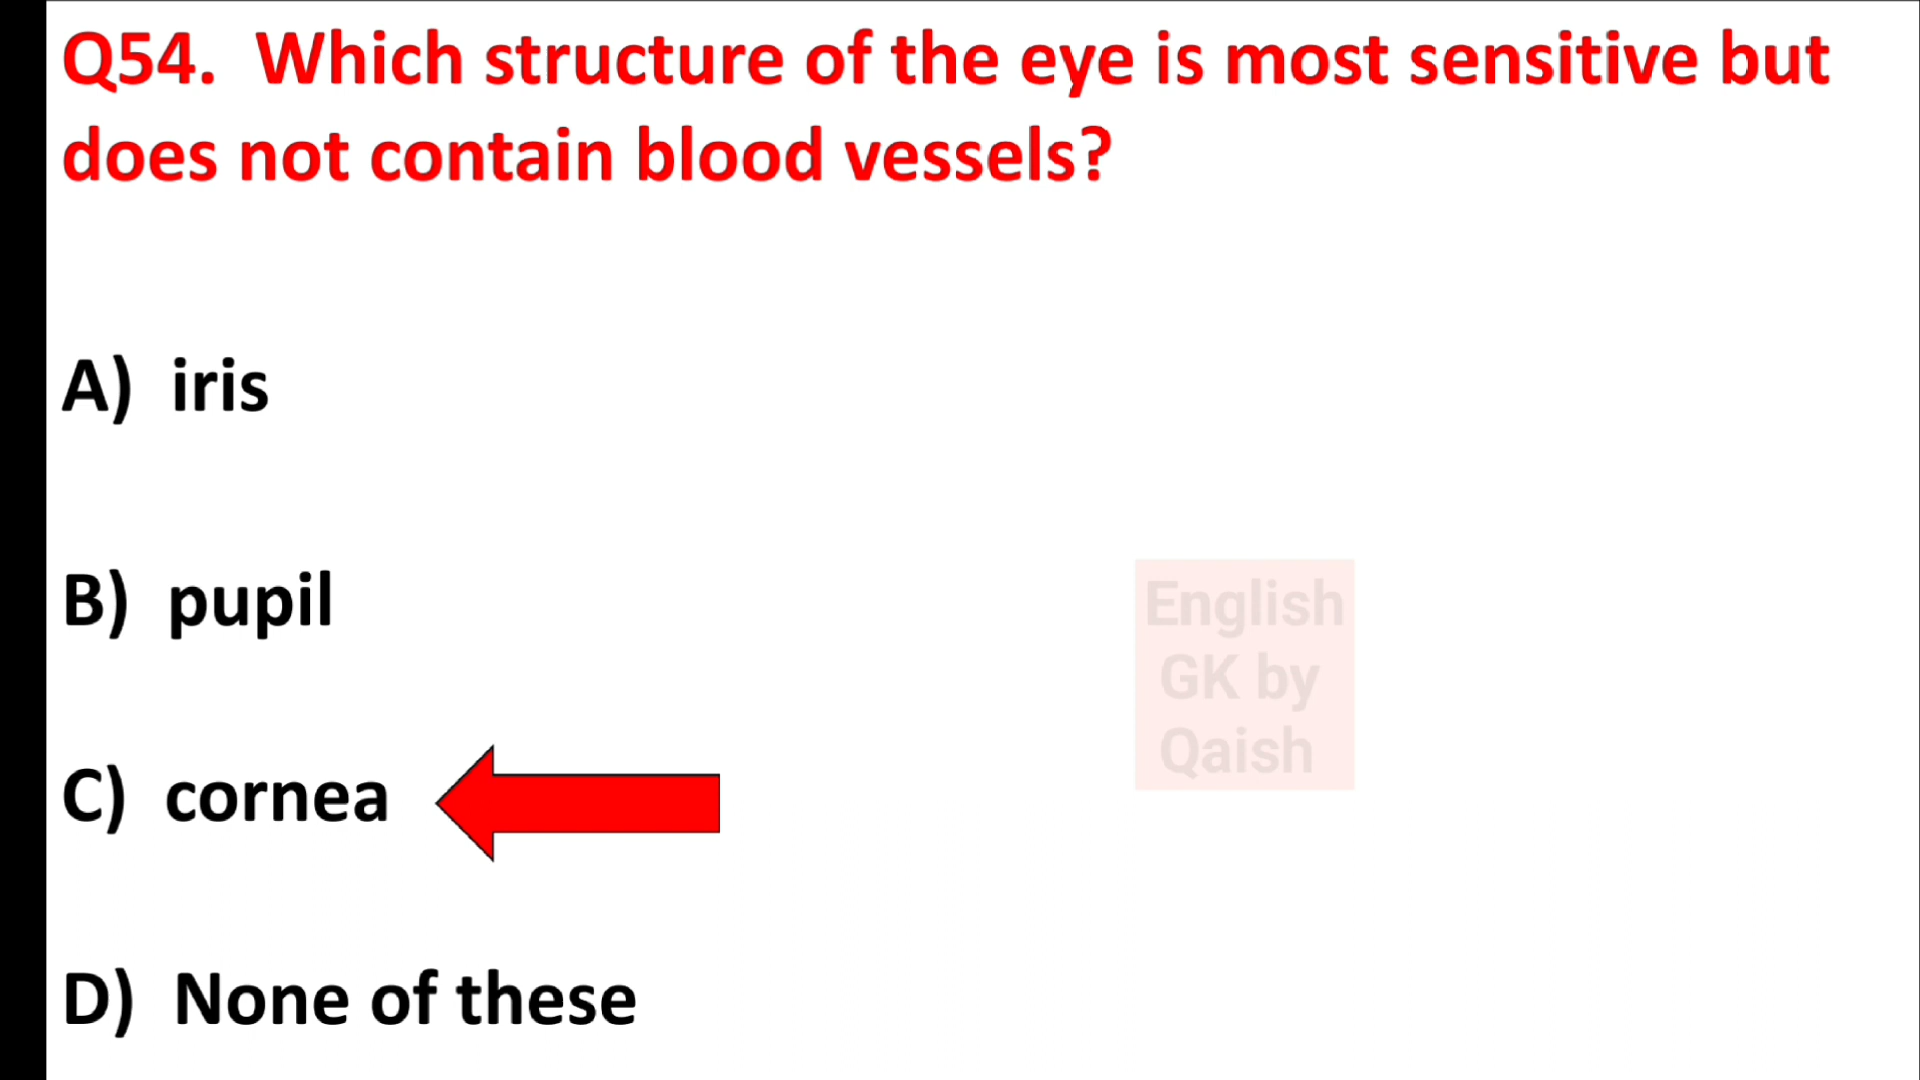 Q54. Which structure of the eye is most sensitive but
does not contain blood vessels?
A) iris
B) pupil
C) cornea
D) None of these
English
GK by
Qaish